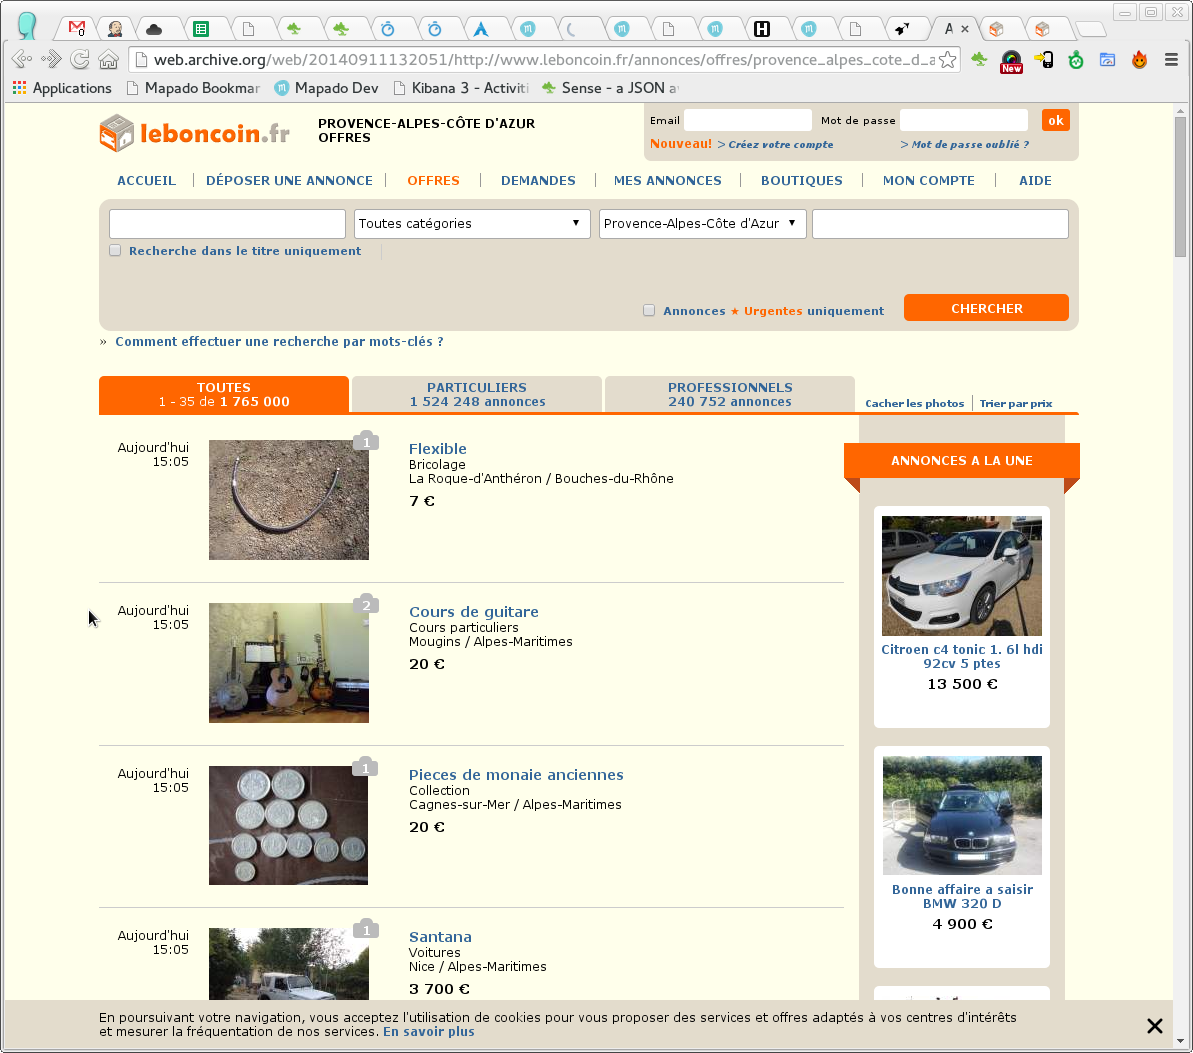 A
web.archive.org/web/20140911132051/http://www.leboncoin.fr/annonces/offres/provence_alpes_cote_d_a
New
Applications Mapado Bookmar Mapado Dev Kibana 3 - Activiti Sense - a JSON a
leboncoin.fr
PROVENCE-ALPES-CÔTE D'AZUR
OFFRES
Email Mot de passe ok
Nouveau! > Créez votre compte > Mot de passe oublié ?
ACCUEIL DÉPOSER UNE ANNONCE OFFRES DEMANDES MES ANNONCES BOUTIQUES MON COMPTE AIDE
Toutes catégories Provence-Alpes-Côte d'Azur
Recherche dans le titre uniquement
Annonces ★ Urgentes uniquement CHERCHER
» Comment effectuer une recherche par mots-clés ?
TOUTES
1 - 35 de 1 765 000
PARTICULIERS
1 524 248 annonces
PROFESSIONNELS
240 752 annonces
Cacher les photos Trier par prix
Aujourd'hui
15:05
1
Flexible
Bricolage
La Roque-d'Anthéron / Bouches-du-Rhône
7 €
Aujourd'hui
15:05
2
Cours de guitare
Cours particuliers
Mougins / Alpes-Maritimes
20 €
Aujourd'hui
15:05
1
Pieces de monaie anciennes
Collection
Cagnes-sur-Mer / Alpes-Maritimes
20 €
Aujourd'hui
15:05
1
Santana
Voitures
Nice / Alpes-Maritimes
3 700 €
ANNONCES A LA UNE
Citroen c4 tonic 1. 6l hdi
92cv 5 ptes
13 500 €
Bonne affaire a saisir
BMW 320 D
4 900 €
En poursuivant votre navigation, vous acceptez l'utilisation de cookies pour vous proposer des services et offres adaptés à vos centres d'intérêts
et mesurer la fréquentation de nos services. En savoir plus